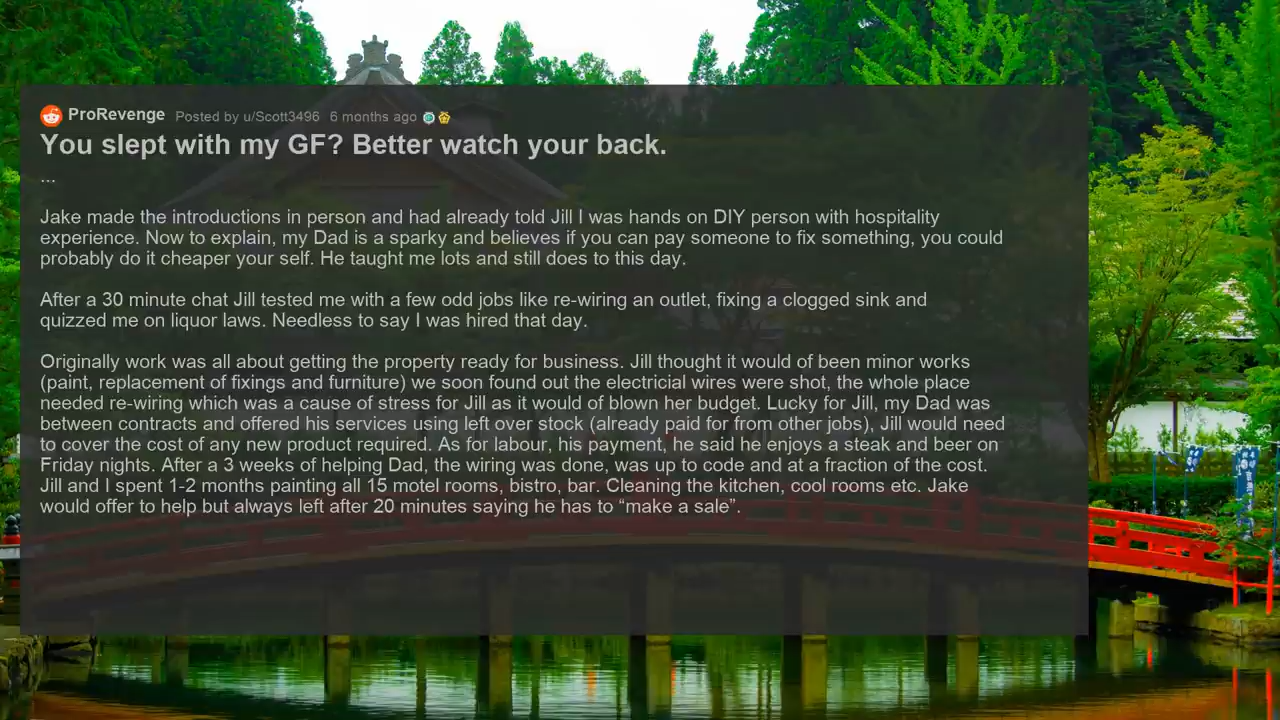 ProRevenge Posted by u/Scott3496 6 months ago
You slept with my GF? Better watch your back.
...
Jake made the introductions in person and had already told Jill I was hands on DIY person with hospitality
experience. Now to explain, my Dad is a sparky and believes if you can pay someone to fix something, you could
probably do it cheaper your self. He taught me lots and still does to this day.
After a 30 minute chat Jill tested me with a few odd jobs like re-wiring an outlet, fixing a clogged sink and
quizzed me on liquor laws. Needless to say I was hired that day.
Originally work was all about getting the property ready for business. Jill thought it would of been minor works
(paint, replacement of fixings and furniture) we soon found out the electricial wires were shot, the whole place
needed re-wiring which was a cause of stress for Jill as it would of blown her budget. Lucky for Jill, my Dad was
between contracts and offered his services using left over stock (already paid for from other jobs), Jill would need
to cover the cost of any new product required. As for labour, his payment, he said he enjoys a steak and beer on
Friday nights. After a 3 weeks of helping Dad, the wiring was done, was up to code and at a fraction of the cost.
Jill and I spent 1-2 months painting all 15 motel rooms, bistro, bar. Cleaning the kitchen, cool rooms etc. Jake
would offer to help but always left after 20 minutes saying he has to “make a sale”.